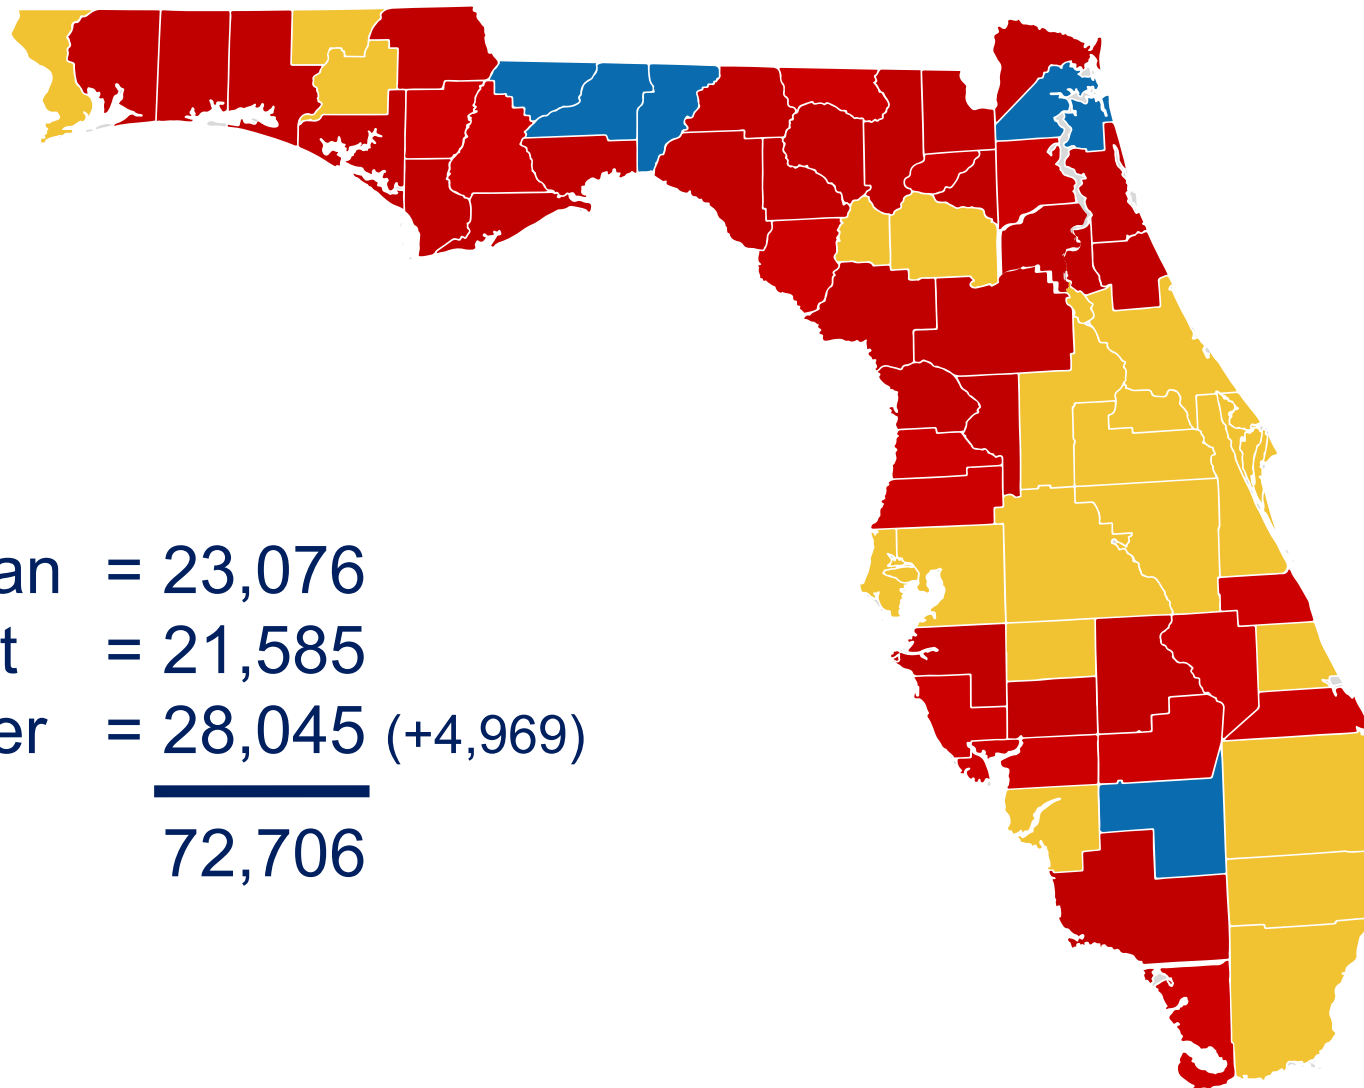 an = 23,076
t = 21,585
er = 28,045 (+4,969)
72,706